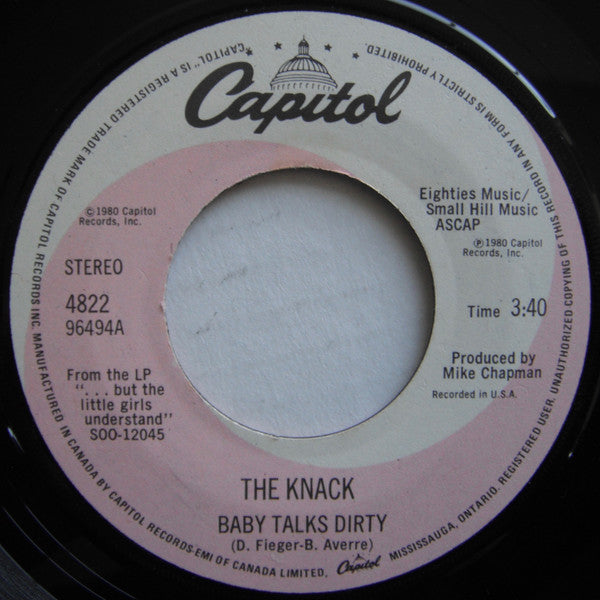 Capitol
©1980 Capitol
Records, Inc.
STEREO
4822
96494A
From the LP
"...but the
little girls
understand"
SOO-12045
Eighties Music/
Small Hill Music
ASCAP
℗1980 Capitol
Records, Inc.
Time 3:40
Produced by
Mike Chapman
Recorded in U.S.A.
THE KNACK
BABY TALKS DIRTY
(D. Fieger-B. Averre)
MANUFACTURED IN CANADA BY CAPITOL RECORDS-EMI OF CANADA LIMITED, Capitol MISSISSAUGA, ONTARIO. REGISTERED USER. UNAUTHORIZED COPYING OF THIS RECORD IN ANY FORM IS STRICTLY PROHIBITED.
"CAPITOL" IS A REGISTERED TRADE MARK OF CAPITOL RECORDS INC.